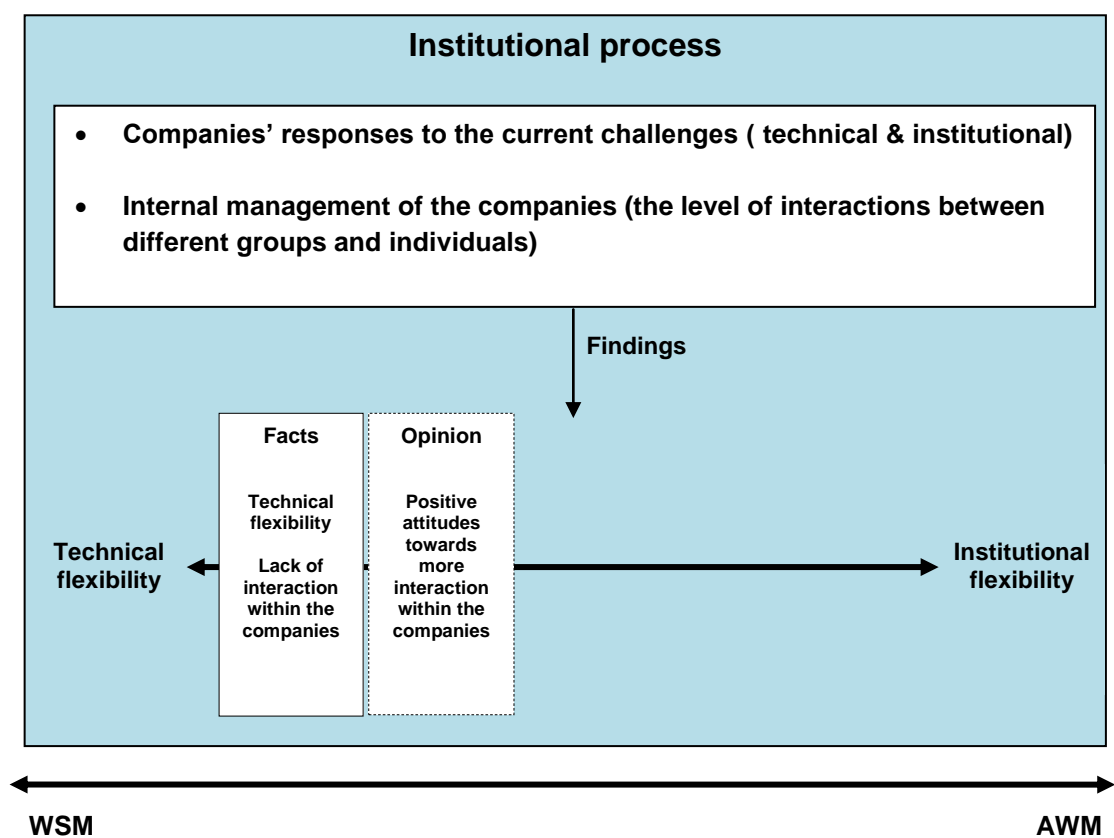 Institutional process
• Companies’ responses to the current challenges ( technical & institutional)
• Internal management of the companies (the level of interactions between
different groups and individuals)
Findings
Facts
Technical
flexibility
Lack of
interaction
within the
companies
Opinion
Positive
attitudes
towards
more
interaction
within the
companies
Technical
flexibility
Institutional
flexibility
WSM
AWM